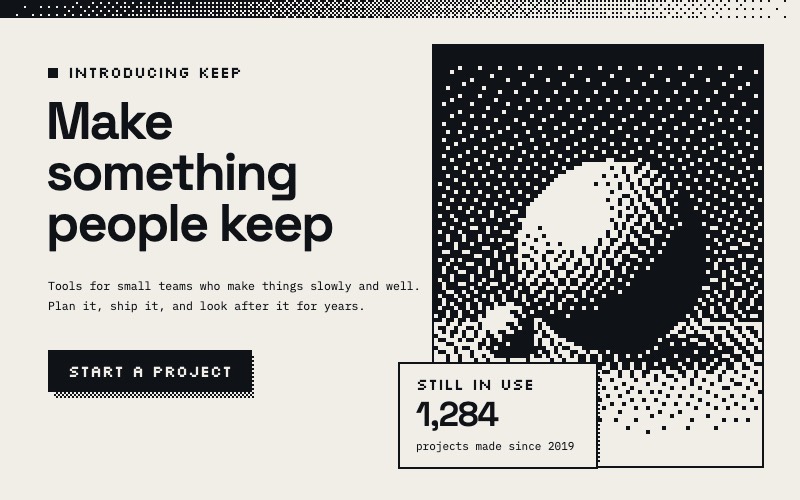 INTRODUCING KEEP
Make
something
people keep
Tools for small teams who make things slowly and well.
Plan it, ship it, and look after it for years.
START A PROJECT
STILL IN USE
1,284
projects made since 2019